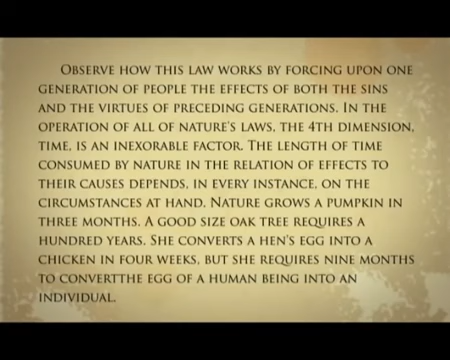 Observe how this law works by forcing upon one
generation of people the effects of both the sins
and the virtues of preceding generations. In the
operation of all of nature's laws, the 4th dimension,
time, is an inexorable factor. The length of time
consumed by nature in the relation of effects to
their causes depends, in every instance, on the
circumstances at hand. Nature grows a pumpkin in
three months. A good size oak tree requires a
hundred years. She converts a hen's egg into a
chicken in four weeks, but she requires nine months
to convertthe egg of a human being into an
individual.